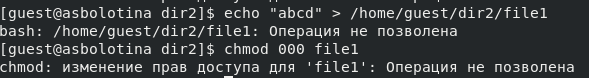 [guest@asbolotina dir2]$ echo "abcd" > /home/guest/dir2/file1
bash: /home/guest/dir2/file1: Операция не позволена
[guest@asbolotina dir2]$ chmod 000 file1
chmod: изменение прав доступа для 'file1': Операция не позволена